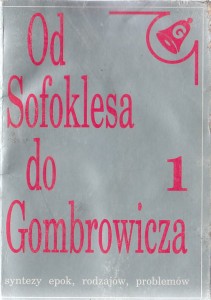 Od
G
Sofoklesa
do 1
Gombrowicza
syntezy epok, rodzajów, problemów